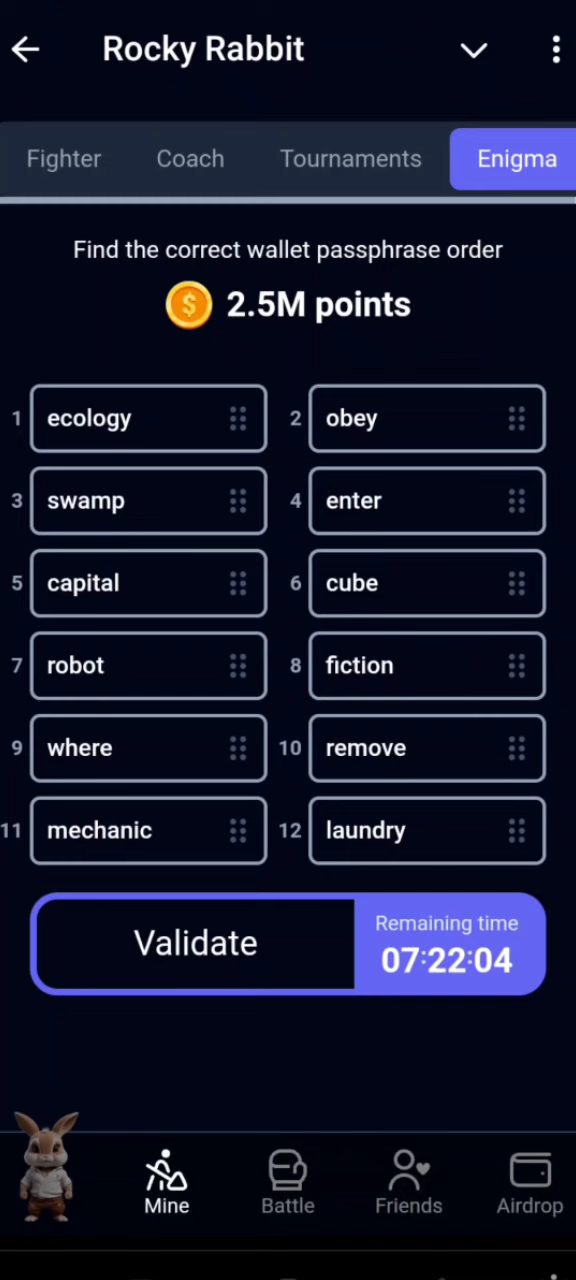 Rocky Rabbit
Fighter Coach Tournaments Enigma
Find the correct wallet passphrase order
2.5M points
1 ecology 2 obey
3 swamp 4 enter
5 capital 6 cube
7 robot 8 fiction
9 where 10 remove
11 mechanic 12 laundry
Validate Remaining time
07:22:04
Mine Battle Friends Airdrop